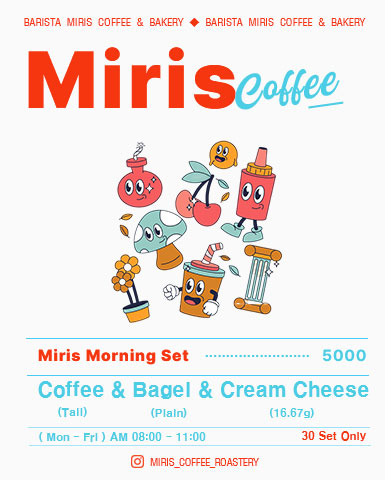 BARISTA MIRIS COFFEE & BAKERY ◆ BARISTA MIRIS COFFEE & BAKERY
Miris Coffee
Miris Morning Set 5000
Coffee & Bagel & Cream Cheese
(Tall) (Plain) (16.67g)
( Mon - Fri ) AM 08:00 - 11:00 30 Set Only
MIRIS_COFFEE_ROASTERY